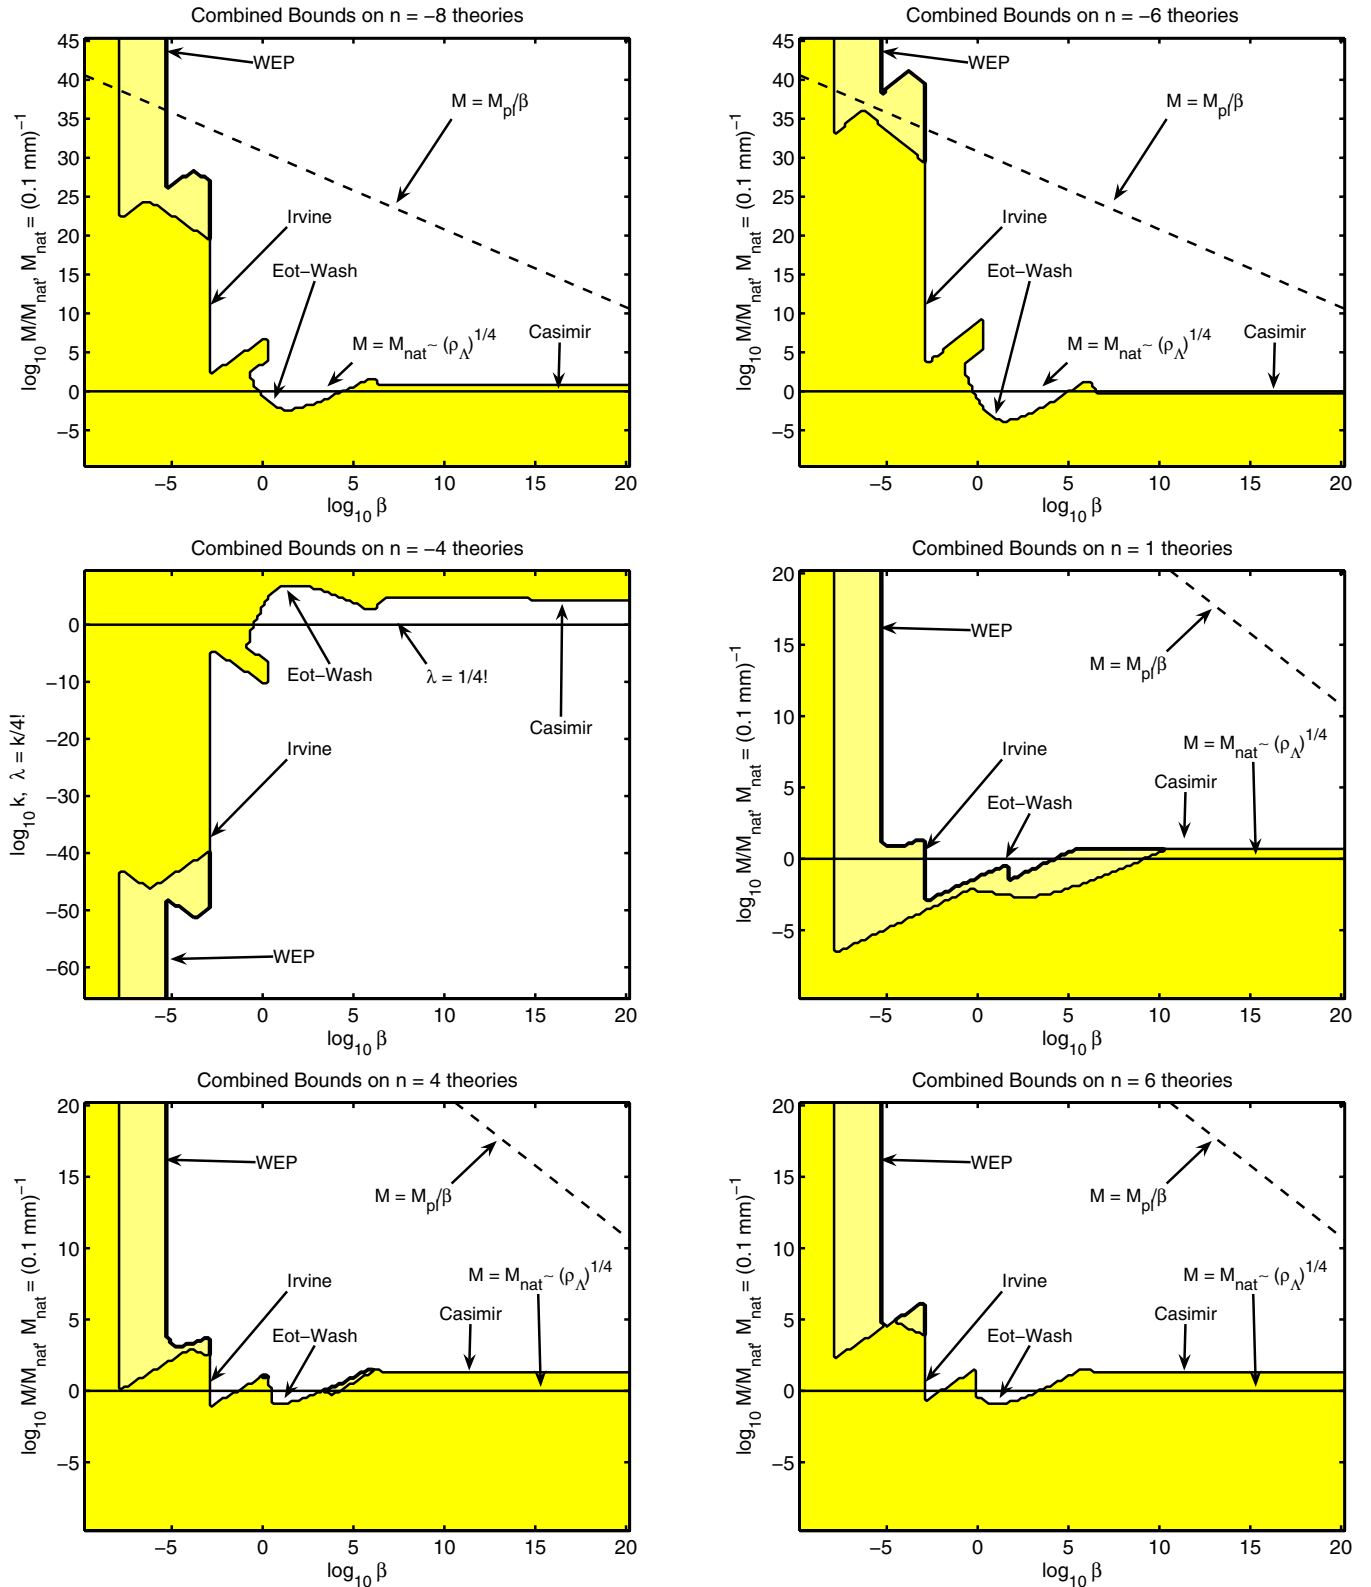 Combined Bounds on n = −8 theories
45
40
35
30
25
20
15
10
5
0
−5
log10 M/Mnat, Mnat = (0.1 mm)−1
WEP
M = Mpl/β
Irvine
Eot−Wash
M = Mnat ~ (ρΛ)1/4
Casimir
−5 0 5 10 15 20
log10 β
Combined Bounds on n = −6 theories
45
40
35
30
25
20
15
10
5
0
−5
log10 M/Mnat, Mnat = (0.1 mm)−1
WEP
M = Mpl/β
Irvine
Eot−Wash
M = Mnat ~ (ρΛ)1/4
Casimir
−5 0 5 10 15 20
log10 β
Combined Bounds on n = −4 theories
0
−10
−20
−30
−40
−50
−60
log10 k, λ = k/4!
Eot−Wash
λ = 1/4!
Casimir
Irvine
WEP
−5 0 5 10 15 20
log10 β
Combined Bounds on n = 1 theories
20
15
10
5
0
−5
log10 M/Mnat, Mnat = (0.1 mm)−1
WEP
M = Mpl/β
Irvine
M = Mnat ~ (ρΛ)1/4
Casimir
Eot−Wash
−5 0 5 10 15 20
log10 β
Combined Bounds on n = 4 theories
20
15
10
5
0
−5
log10 M/Mnat, Mnat = (0.1 mm)−1
WEP
M = Mpl/β
Irvine
M = Mnat ~ (ρΛ)1/4
Casimir
Eot−Wash
−5 0 5 10 15 20
log10 β
Combined Bounds on n = 6 theories
20
15
10
5
0
−5
log10 M/Mnat, Mnat = (0.1 mm)−1
WEP
M = Mpl/β
Irvine
M = Mnat ~ (ρΛ)1/4
Casimir
Eot−Wash
−5 0 5 10 15 20
log10 β